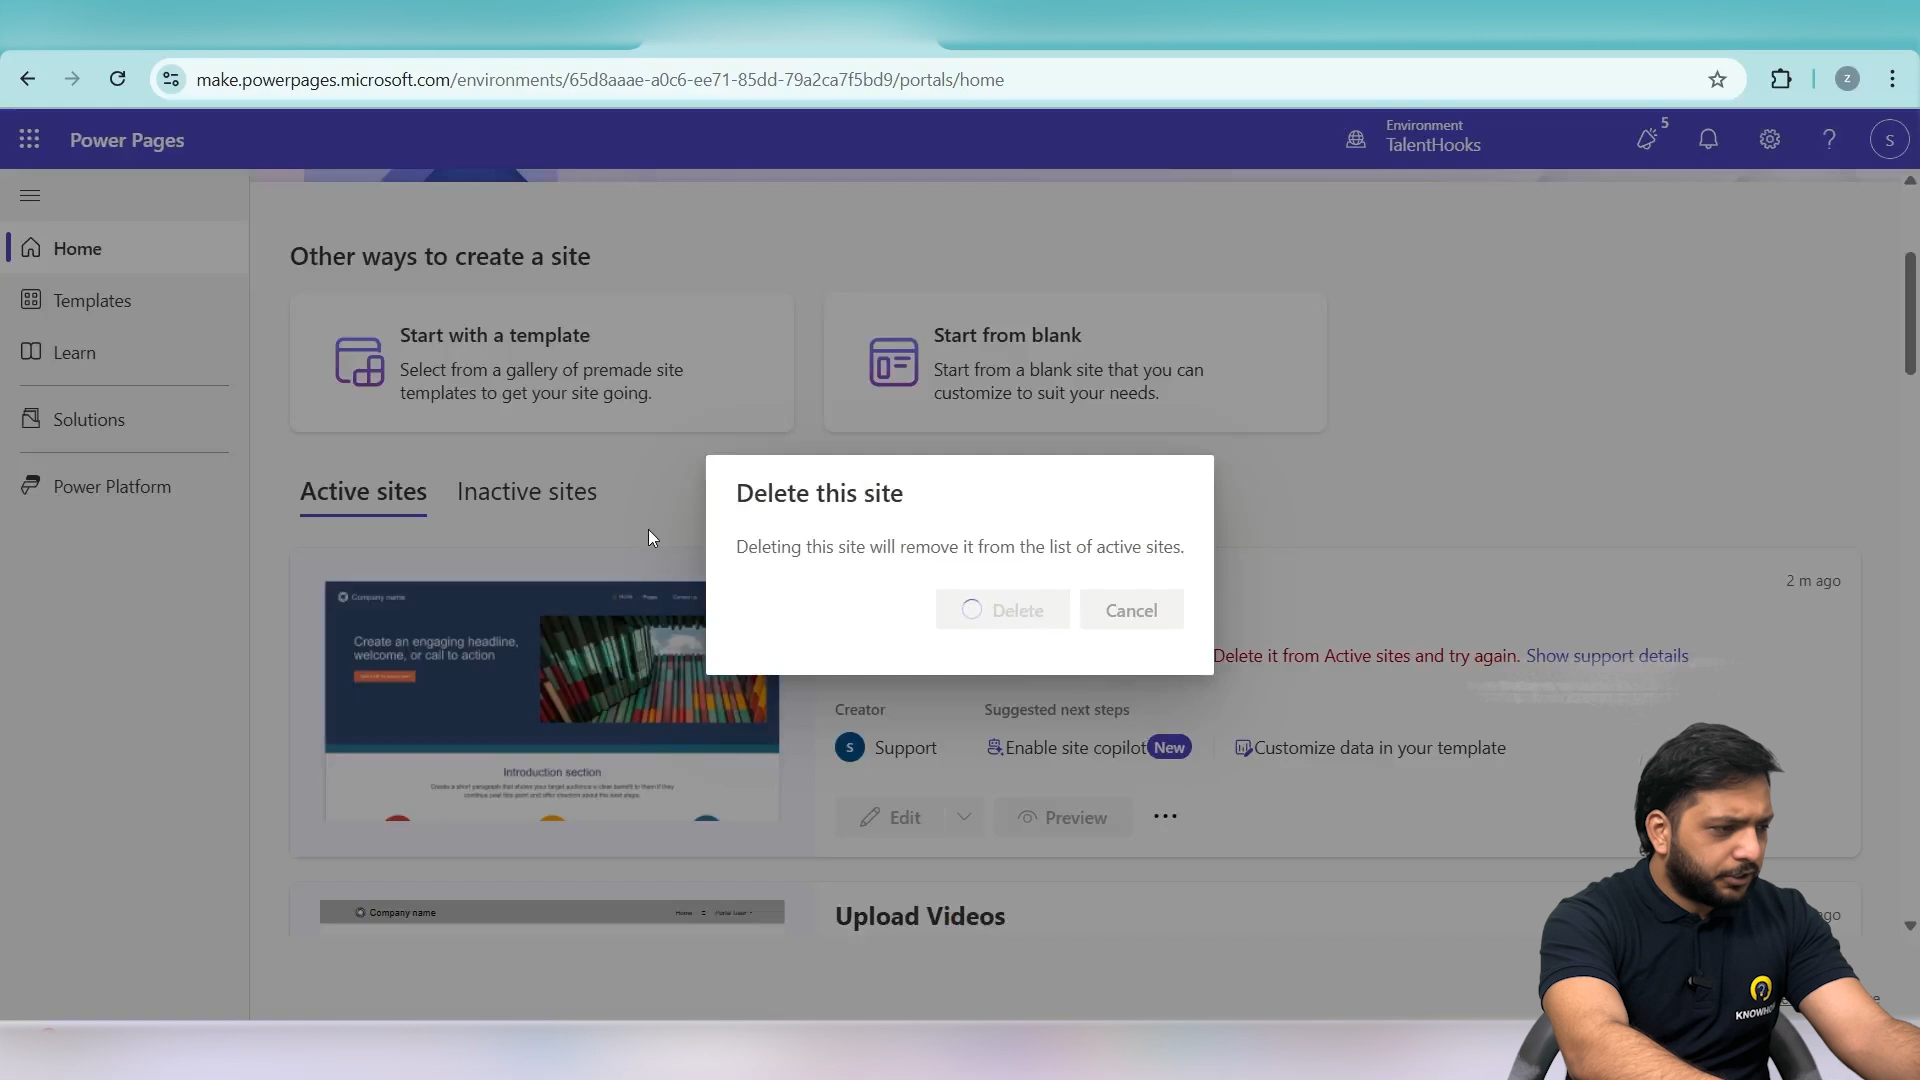 make.powerpages.microsoft.com/environments/65d8aaae-a0c6-ee71-85dd-79a2ca7f5bd9/portals/home
Z
Power Pages
Environment
TalentHooks
5
S
Home
Templates
Learn
Solutions
Power Platform
Other ways to create a site
Start with a template
Select from a gallery of premade site
templates to get your site going.
Start from blank
Start from a blank site that you can
customize to suit your needs.
Active sites
Inactive sites
Delete this site
Deleting this site will remove it from the list of active sites.
Delete
Cancel
2 m ago
Delete it from Active sites and try again. Show support details
Company name
Create an engaging headline,
welcome, or call to action
Introduction section
Creator
Suggested next steps
S
Support
Enable site copilot
New
Customize data in your template
Edit
Preview
Company name
Home
Upload Videos
ago
KNOWHO